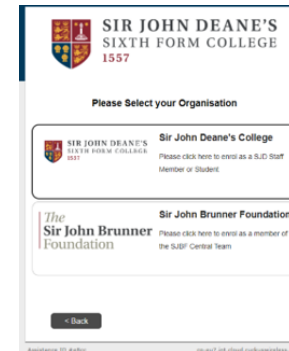 SIR JOHN DEANE'S
SIXTH FORM COLLEGE
1557
Please Select your Organisation
SIR JOHN DEANE'S
SIXTH FORM COLLEGE
1557
Sir John Deane's College
Please click here to enrol as a SJD Staff
Member or Student
The
Sir John Brunner
Foundation
Sir John Brunner Foundation
Please click here to enrol as a member of
the SJBF Central Team
< Back